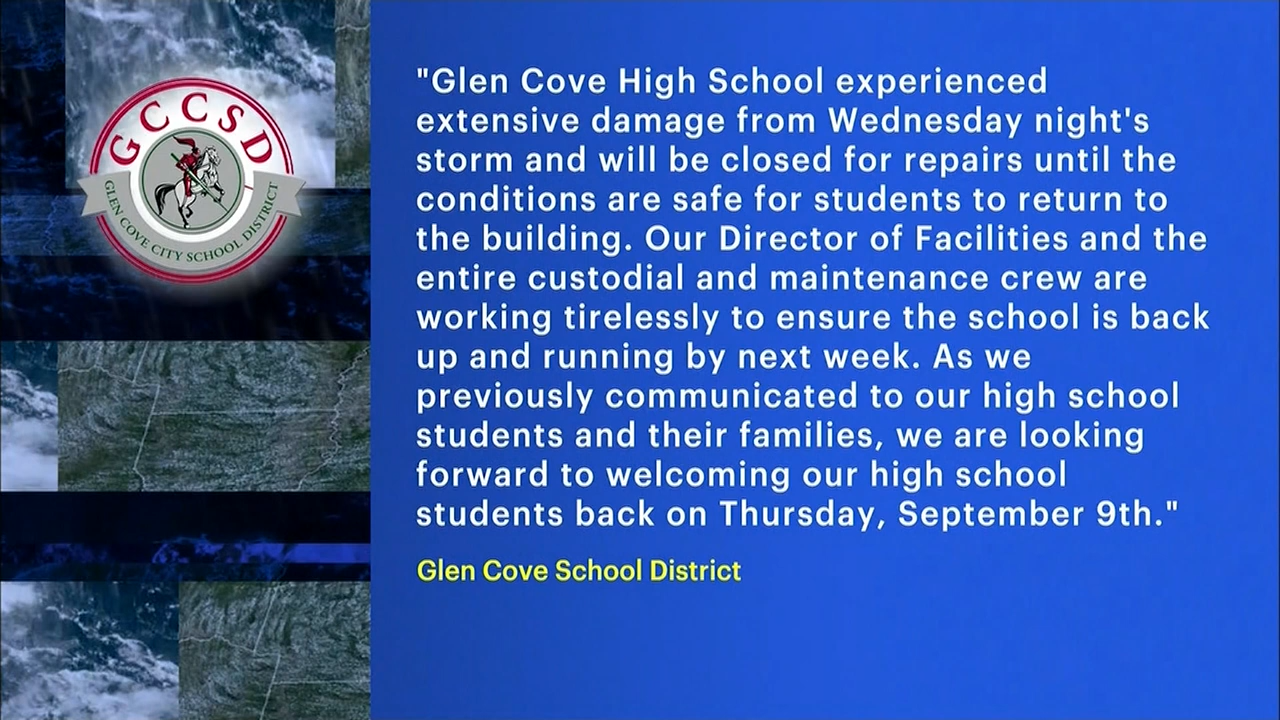 GCCSD
GLEN COVE CITY SCHOOL DISTRICT
"Glen Cove High School experienced
extensive damage from Wednesday night's
storm and will be closed for repairs until the
conditions are safe for students to return to
the building. Our Director of Facilities and the
entire custodial and maintenance crew are
working tirelessly to ensure the school is back
up and running by next week. As we
previously communicated to our high school
students and their families, we are looking
forward to welcoming our high school
students back on Thursday, September 9th."
Glen Cove School District